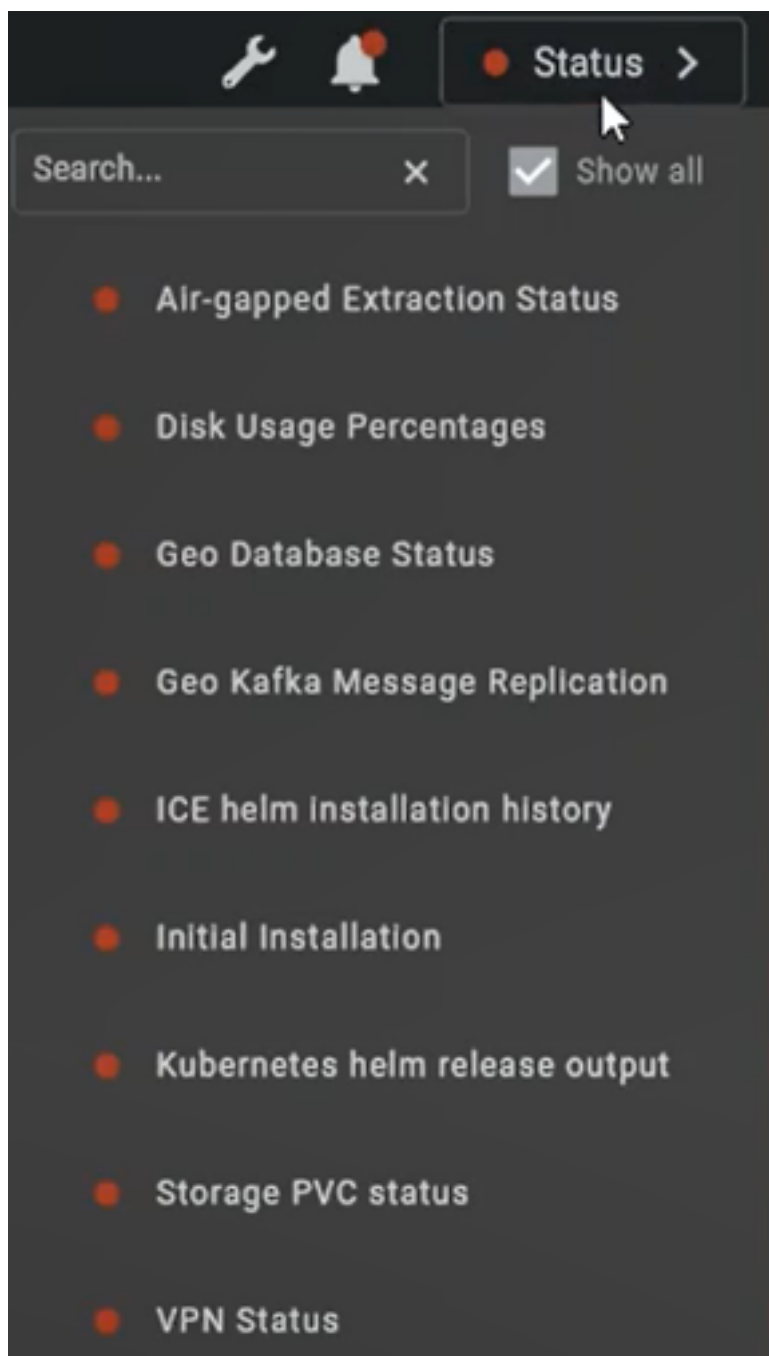 Status
Search...
Show all
Air-gapped Extraction Status
Disk Usage Percentages
Geo Database Status
Geo Kafka Message Replication
ICE helm installation history
Initial Installation
Kubernetes helm release output
Storage PVC status
VPN Status